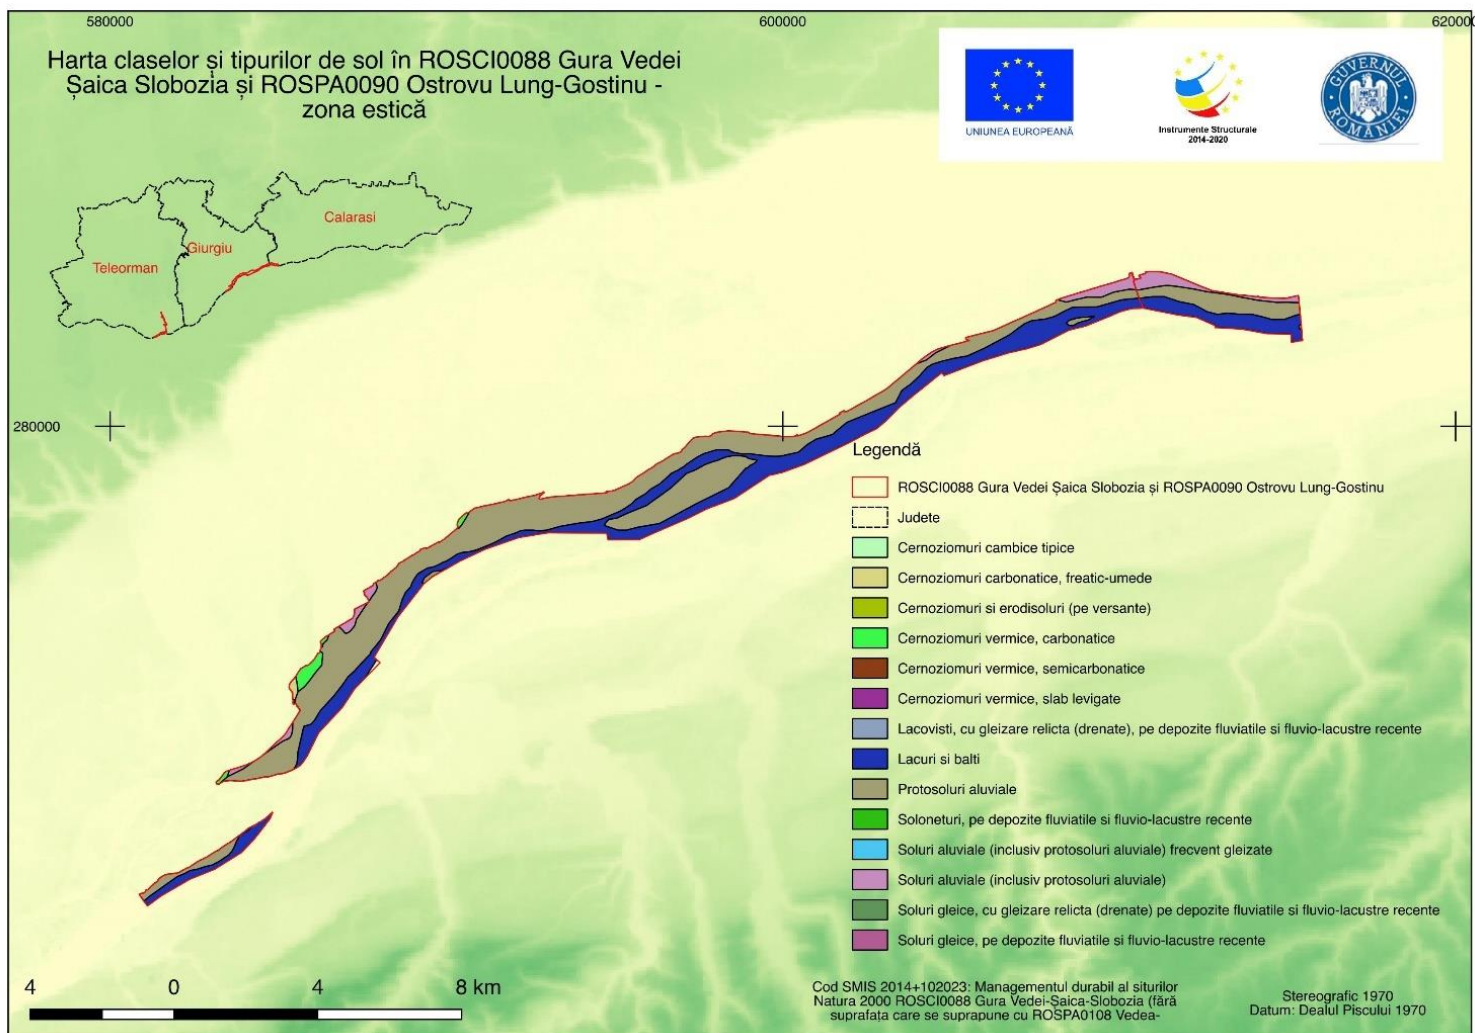 580000
600000
620000
Harta claselor și tipurilor de sol în ROSCI0088 Gura Vedei
Șaica Slobozia și ROSPA0090 Ostrovu Lung-Gostinu -
zona estică
UNIUNEA EUROPEANĂ
Instrumente Structurale
2014-2020
GUVERNUL
ROMÂNIEI
Calarasi
Giurgiu
Teleorman
280000
Legendă
ROSCI0088 Gura Vedei Șaica Slobozia și ROSPA0090 Ostrovu Lung-Gostinu
Judete
Cernoziomuri cambice tipice
Cernoziomuri carbonatice, freatic-umede
Cernoziomuri si erodisoluri (pe versante)
Cernoziomuri vermice, carbonatice
Cernoziomuri vermice, semicarbonatice
Cernoziomuri vermice, slab levigate
Lacovisti, cu gleizare relicta (drenate), pe depozite fluviatile si fluvio-lacustre recente
Lacuri si balti
Protosoluri aluviale
Soloneturi, pe depozite fluviatile si fluvio-lacustre recente
Soluri aluviale (inclusiv protosoluri aluviale) frecvent gleizate
Soluri aluviale (inclusiv protosoluri aluviale)
Soluri gleice, cu gleizare relicta (drenate) pe depozite fluviatile si fluvio-lacustre recente
Soluri gleice, pe depozite fluviatile si fluvio-lacustre recente
4 0 4 8 km
Cod SMIS 2014+102023: Managementul durabil al siturilor
Natura 2000 ROSCI0088 Gura Vedei-Șaica-Slobozia (fără
suprafața care se suprapune cu ROSPA0108 Vedea-
Stereografic 1970
Datum: Dealul Piscului 1970